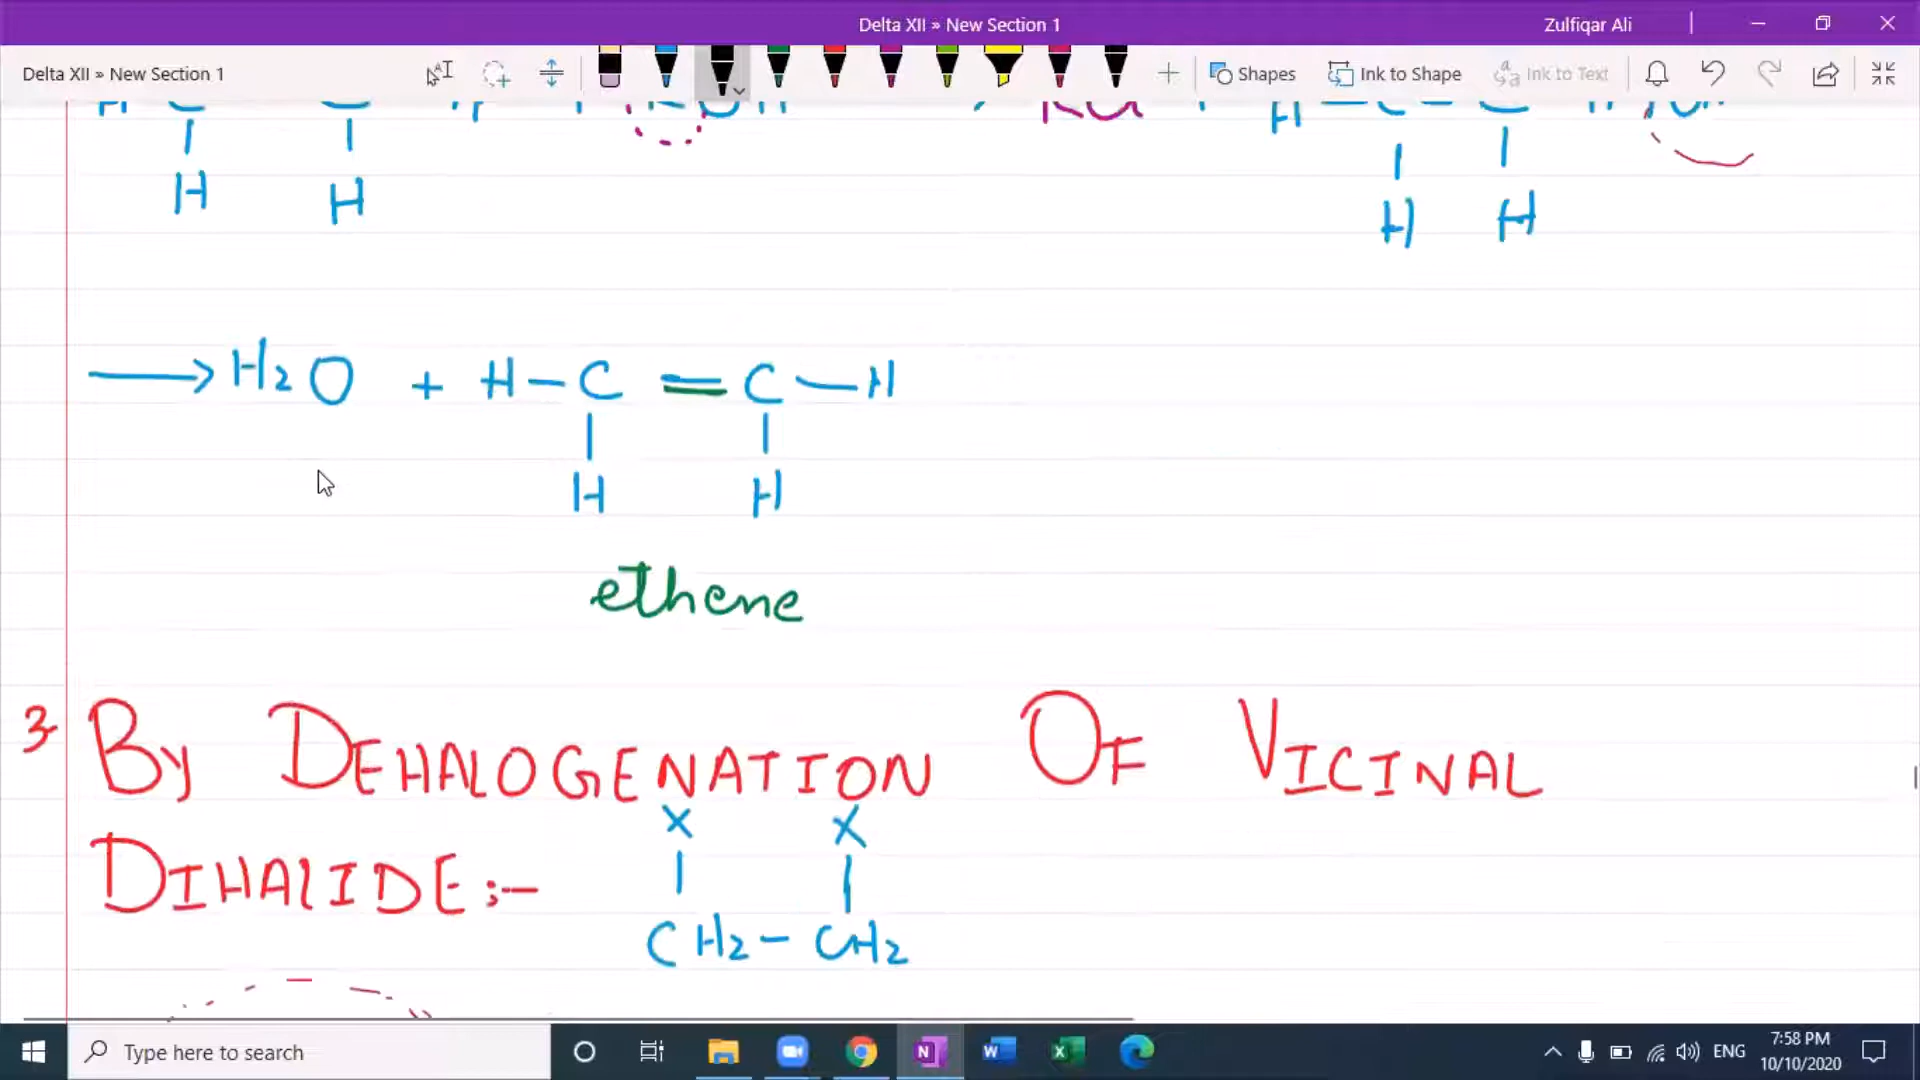 Delta XII » New Section 1
Zulfiqar Ali
Delta XII » New Section 1
Shapes
Ink to Shape
Ink to Text
H H
H H
H₂O + H-C=C-H
H H
ethene
3 By DEHALOGENATION OF VICINAL
X X
DIHALIDE:-
CH2-CH2
Type here to search
ENG
7:58 PM
10/10/2020